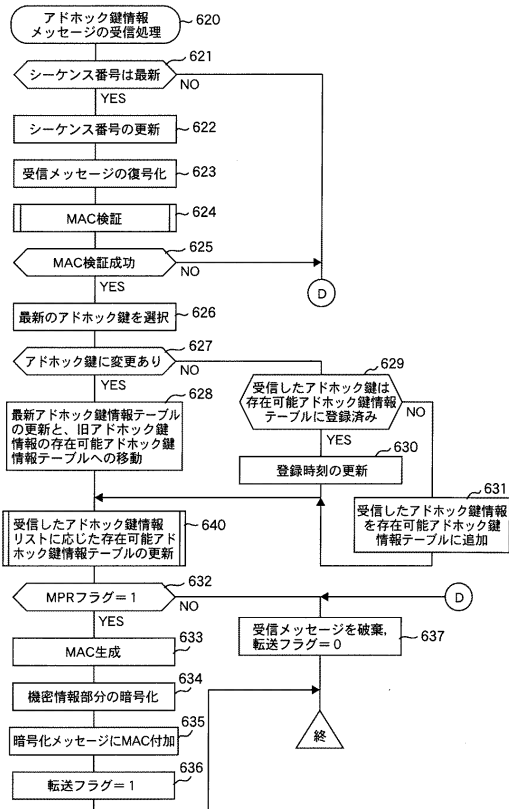 アドホック鍵情報
メッセージの受信処理
620
621
シーケンス番号は最新
NO
YES
シーケンス番号の更新
622
受信メッセージの復号化
623
MAC検証
624
625
MAC検証成功
NO
YES
D
最新のアドホック鍵を選択
626
627
アドホック鍵に変更あり
NO
YES
628
最新アドホック鍵情報テーブル
の更新と、旧アドホック鍵
情報の存在可能アドホック鍵
情報テーブルへの移動
629
受信したアドホック鍵は
存在可能アドホック鍵情報
テーブルに登録済み
NO
YES
630
登録時刻の更新
631
受信したアドホック鍵情報
を存在可能アドホック鍵
情報テーブルに追加
受信したアドホック鍵情報
リストに応じた存在可能アド
ホック鍵情報テーブルの更新
640
632
MPRフラグ=1
NO
YES
D
受信メッセージを破棄,
転送フラグ=0
637
MAC生成
633
634
機密情報部分の暗号化
635
暗号化メッセージにMAC付加
636
転送フラグ=1
終